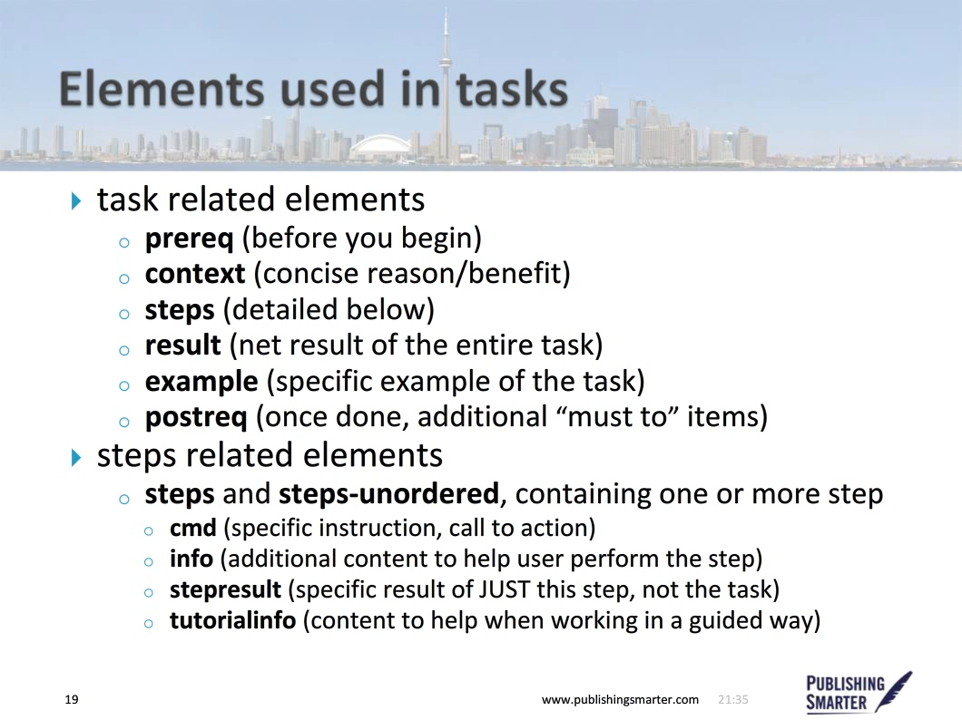 Elements used in tasks
task related elements
prereq (before you begin)
context (concise reason/benefit)
steps (detailed below)
result (net result of the entire task)
example (specific example of the task)
postreq (once done, additional “must to” items)
steps related elements
steps and steps-unordered, containing one or more step
cmd (specific instruction, call to action)
info (additional content to help user perform the step)
stepresult (specific result of JUST this step, not the task)
tutorialinfo (content to help when working in a guided way)
19
www.publishingsmarter.com
21:35
PUBLISHING
SMARTER